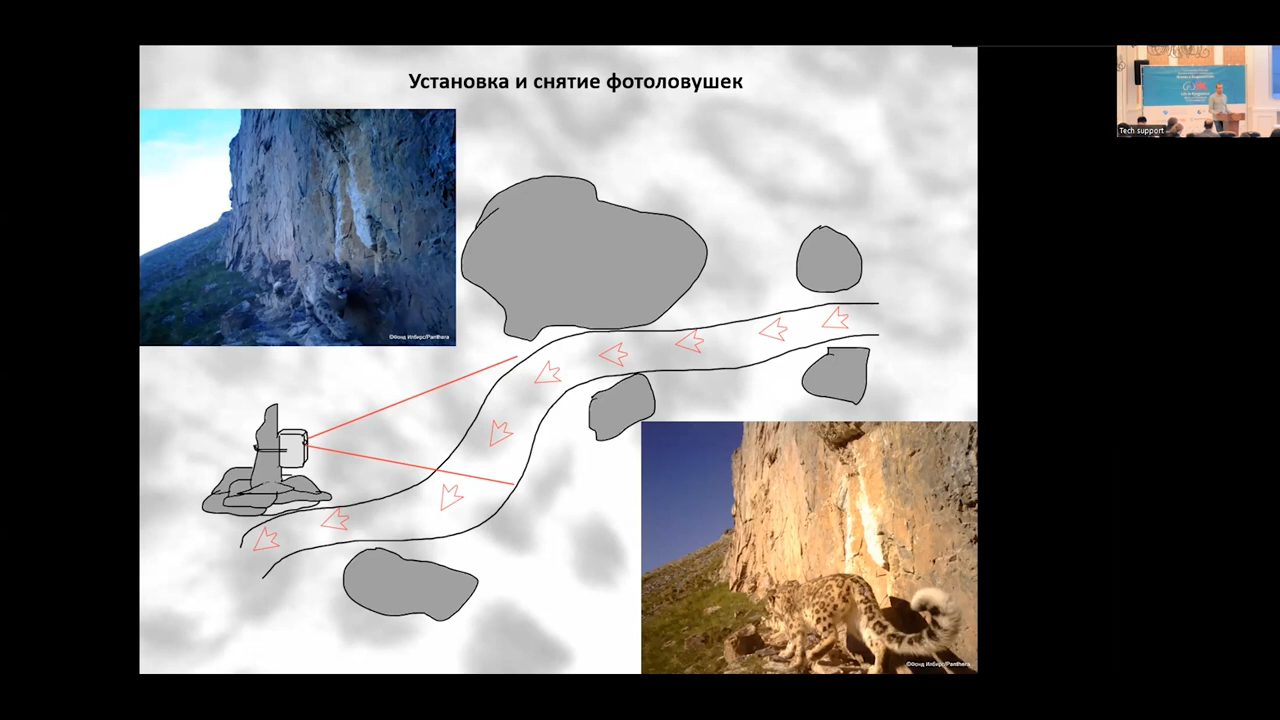 Установка и снятие фотоловушек
©Фонд Илбирс/Panthera
©Фонд Илбирс/Panthera
Tech support